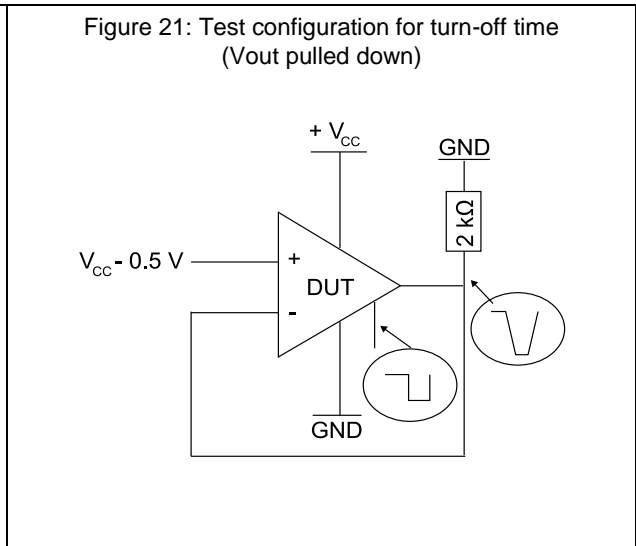 Figure 21: Test configuration for turn-off time
(Vout pulled down)
+ VCC
GND
2 kΩ
VCC - 0.5 V
+
DUT
-
GND